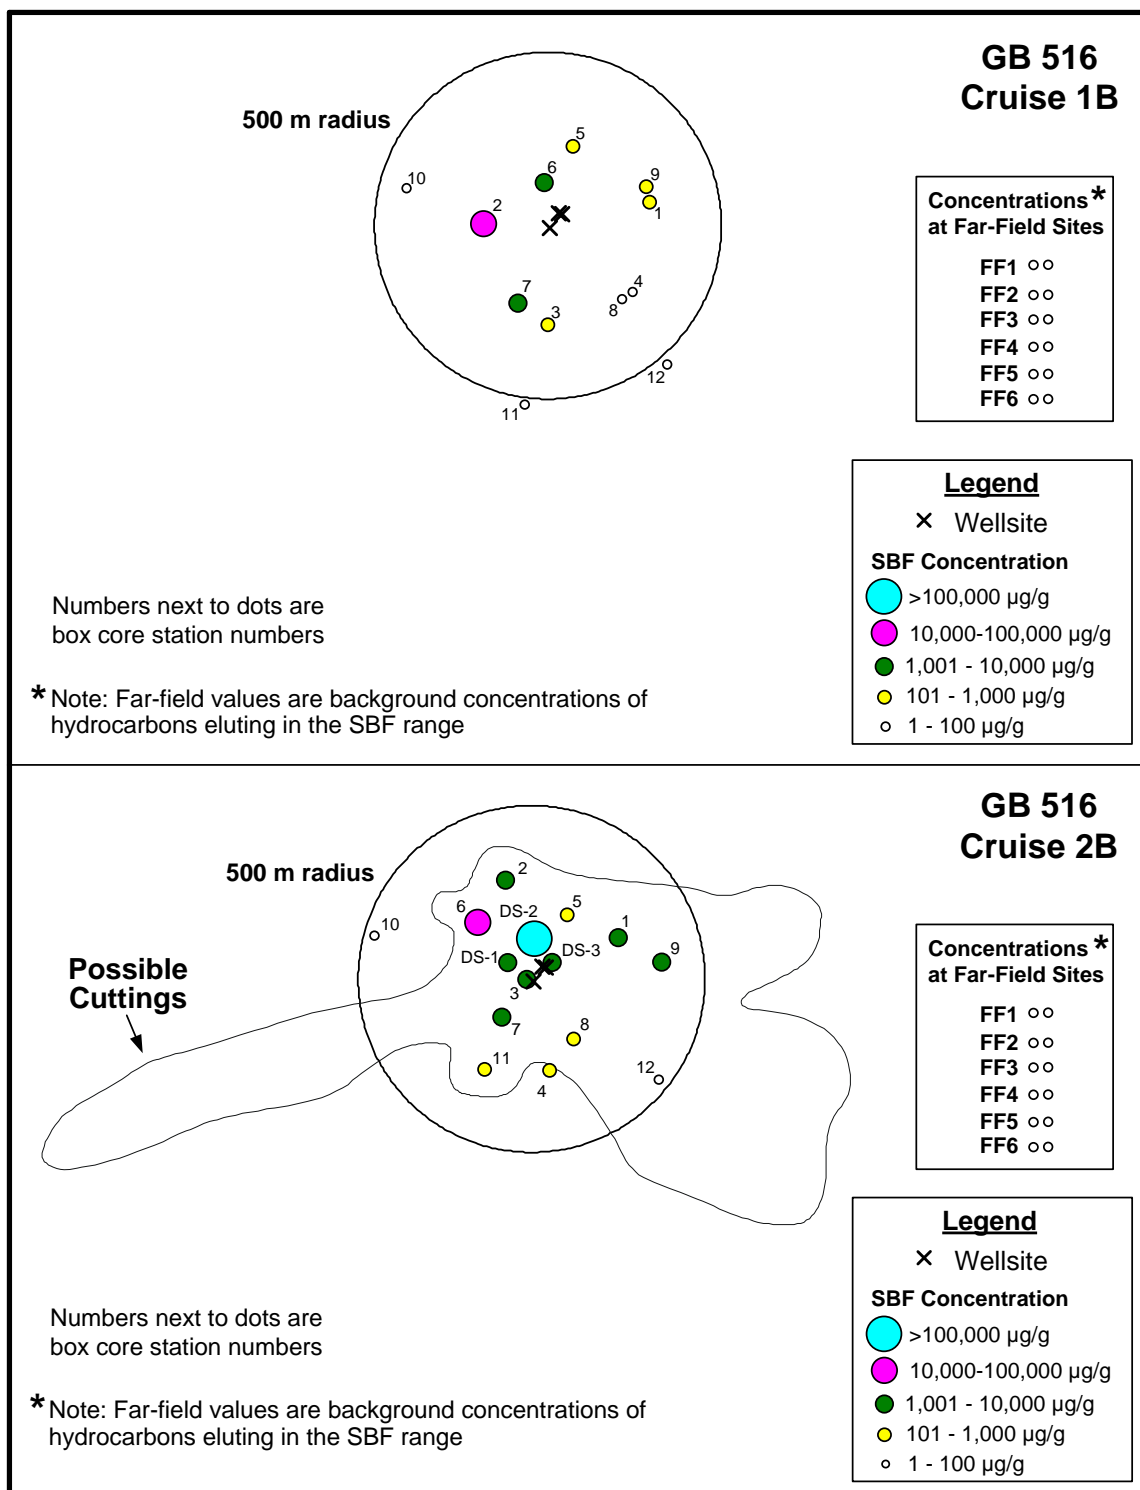 GB 516
Cruise 1B
500 m radius
5
6
9
10
1
2
7
4
8
3
12
11
Concentrations *
at Far-Field Sites
FF1
FF2
FF3
FF4
FF5
FF6
Legend
Wellsite
SBF Concentration
>100,000 µg/g
10,000-100,000 µg/g
1,001 - 10,000 µg/g
101 - 1,000 µg/g
1 - 100 µg/g
Numbers next to dots are
box core station numbers
* Note: Far-field values are background concentrations of
hydrocarbons eluting in the SBF range
GB 516
Cruise 2B
500 m radius
2
6
DS-2
5
1
10
DS-1
DS-3
9
3
7
8
11
4
12
Possible
Cuttings
Concentrations *
at Far-Field Sites
FF1
FF2
FF3
FF4
FF5
FF6
Legend
Wellsite
SBF Concentration
>100,000 µg/g
10,000-100,000 µg/g
1,001 - 10,000 µg/g
101 - 1,000 µg/g
1 - 100 µg/g
Numbers next to dots are
box core station numbers
* Note: Far-field values are background concentrations of
hydrocarbons eluting in the SBF range